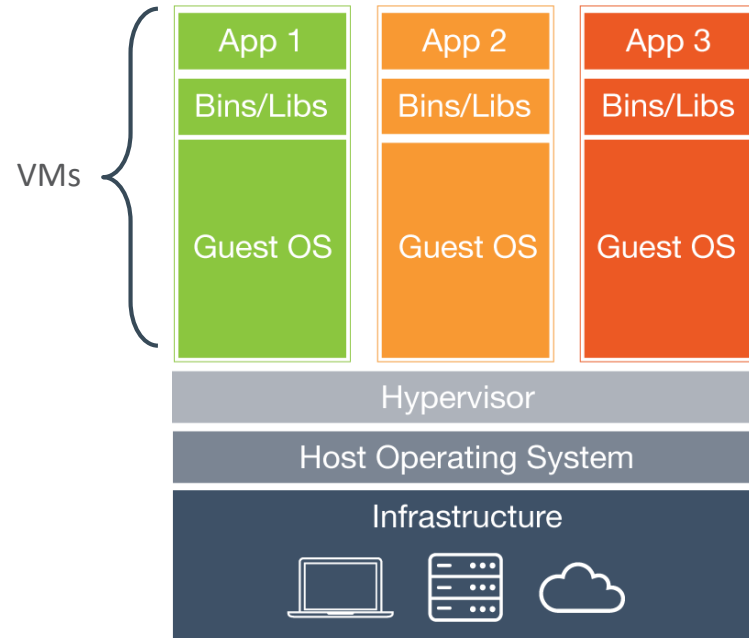 App 1
App 2
App 3
Bins/Libs
Bins/Libs
Bins/Libs
VMs
Guest OS
Guest OS
Guest OS
Hypervisor
Host Operating System
Infrastructure